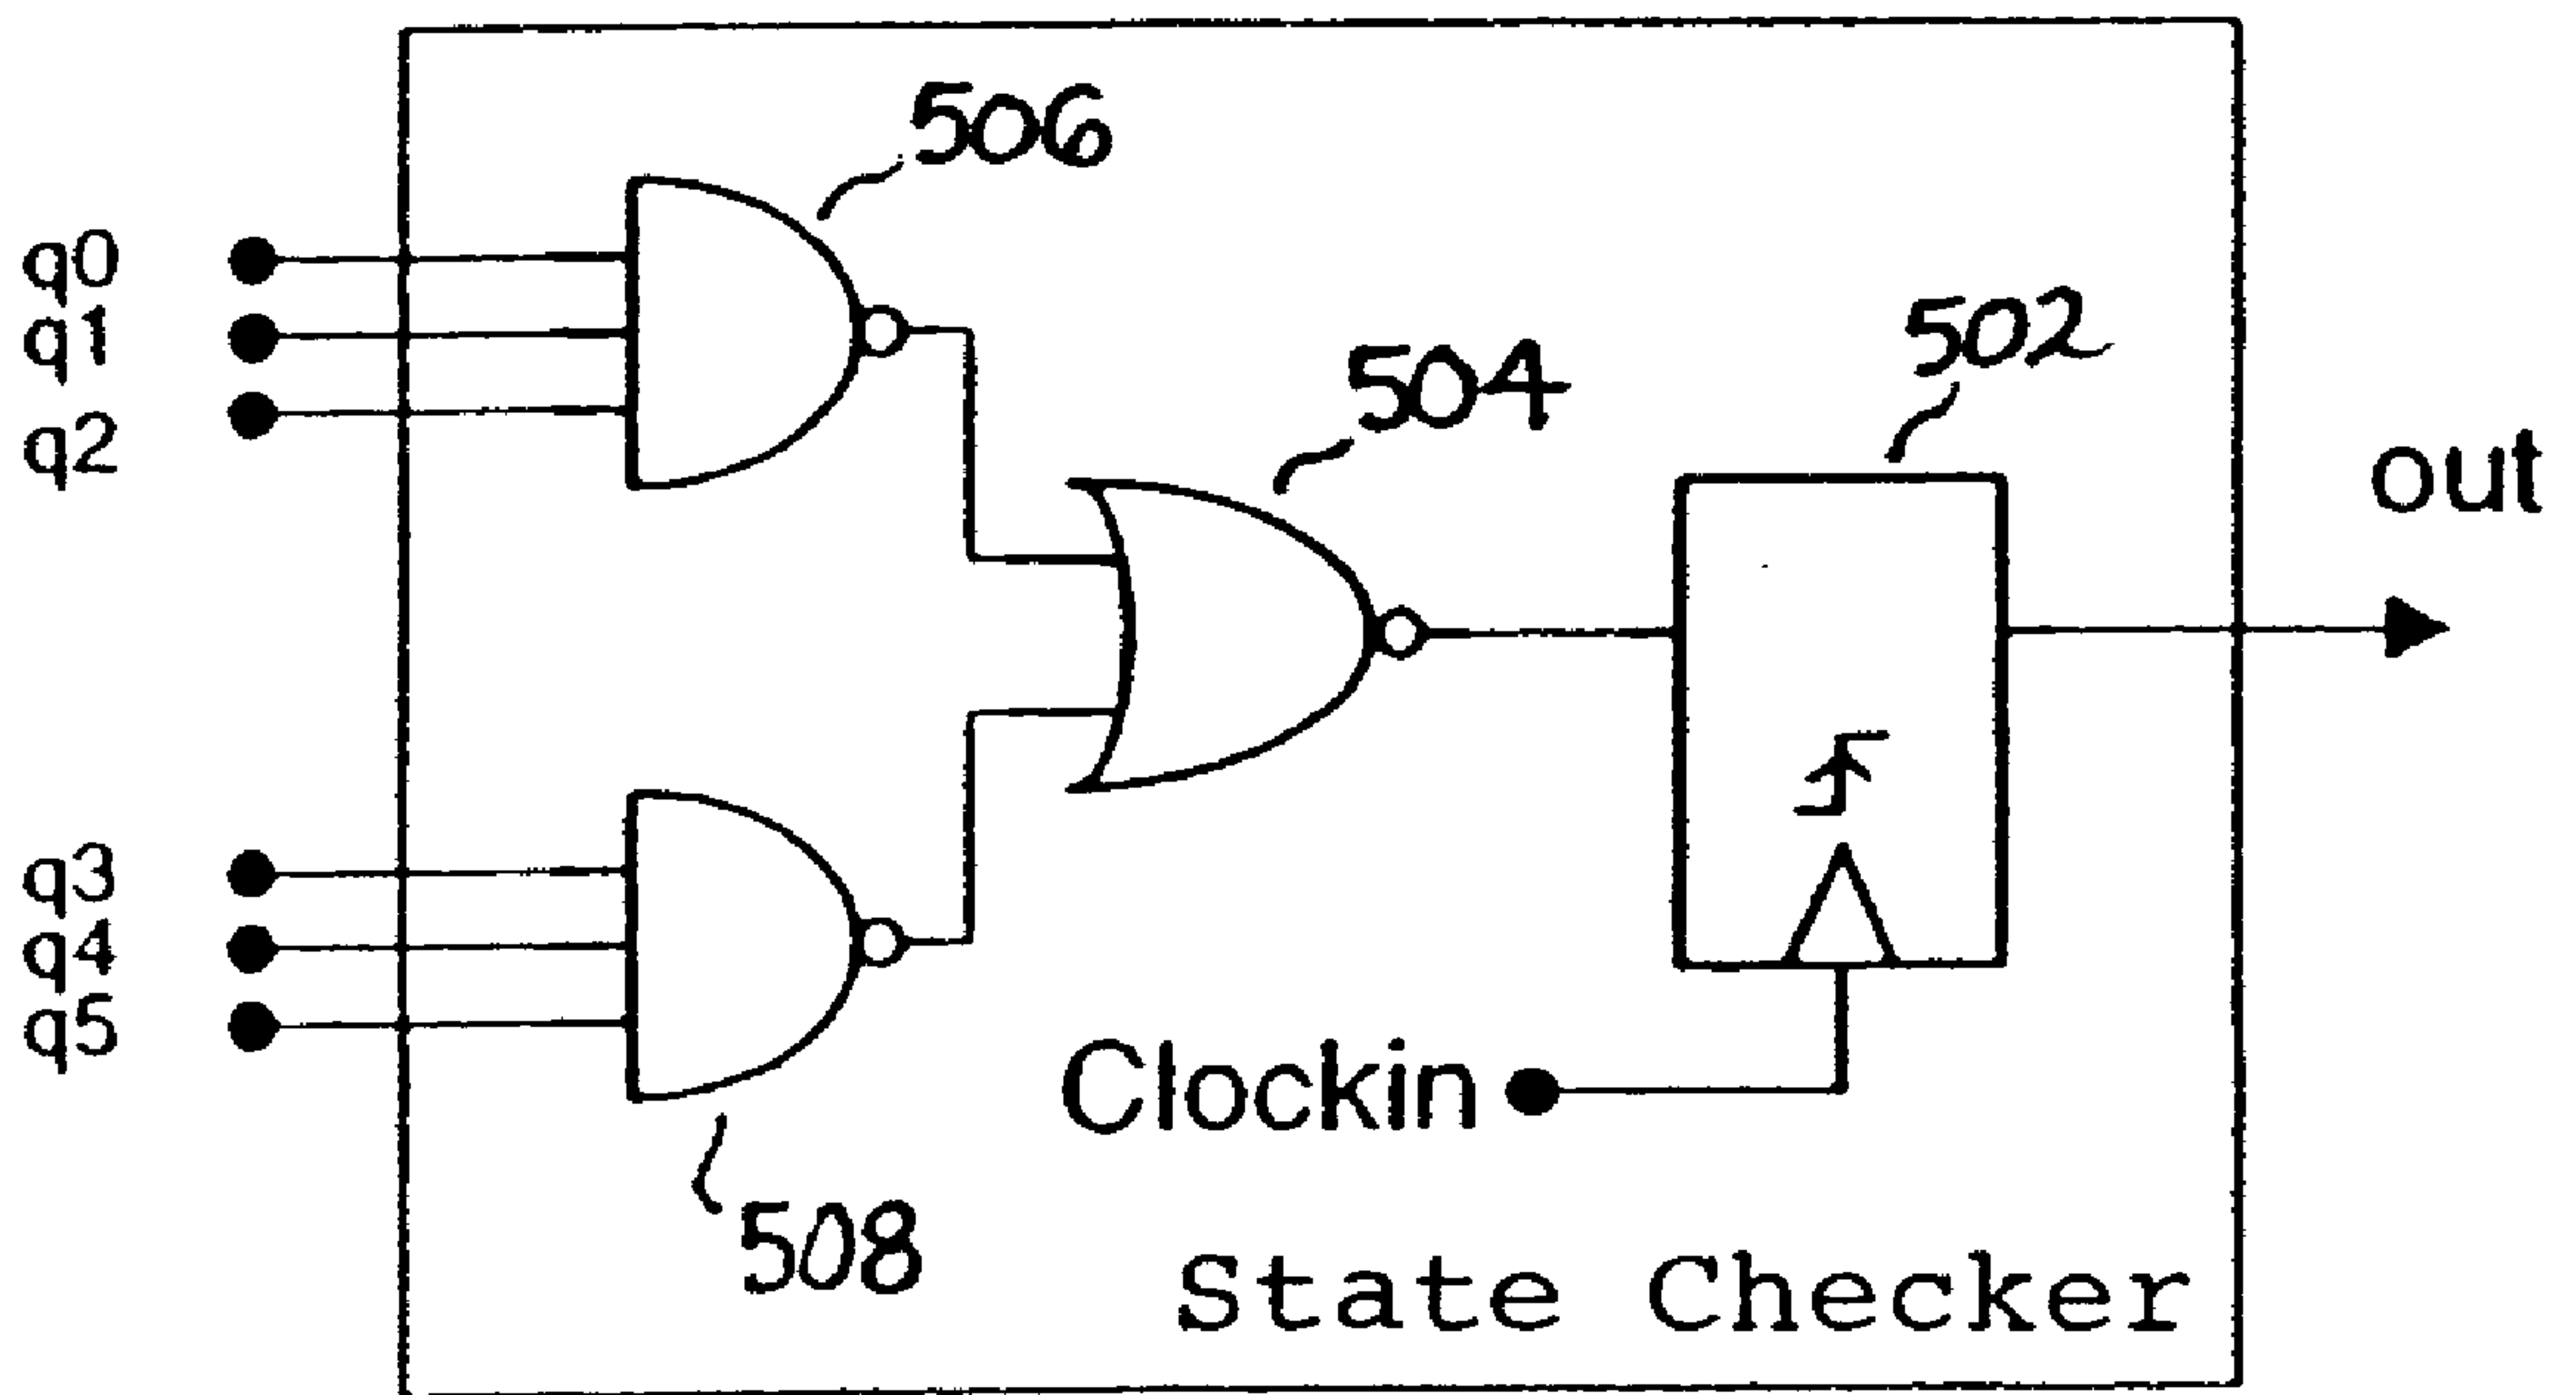 506
q0
q1
q2
502
504
out
q3
q4
q5
Clockin
508
State Checker